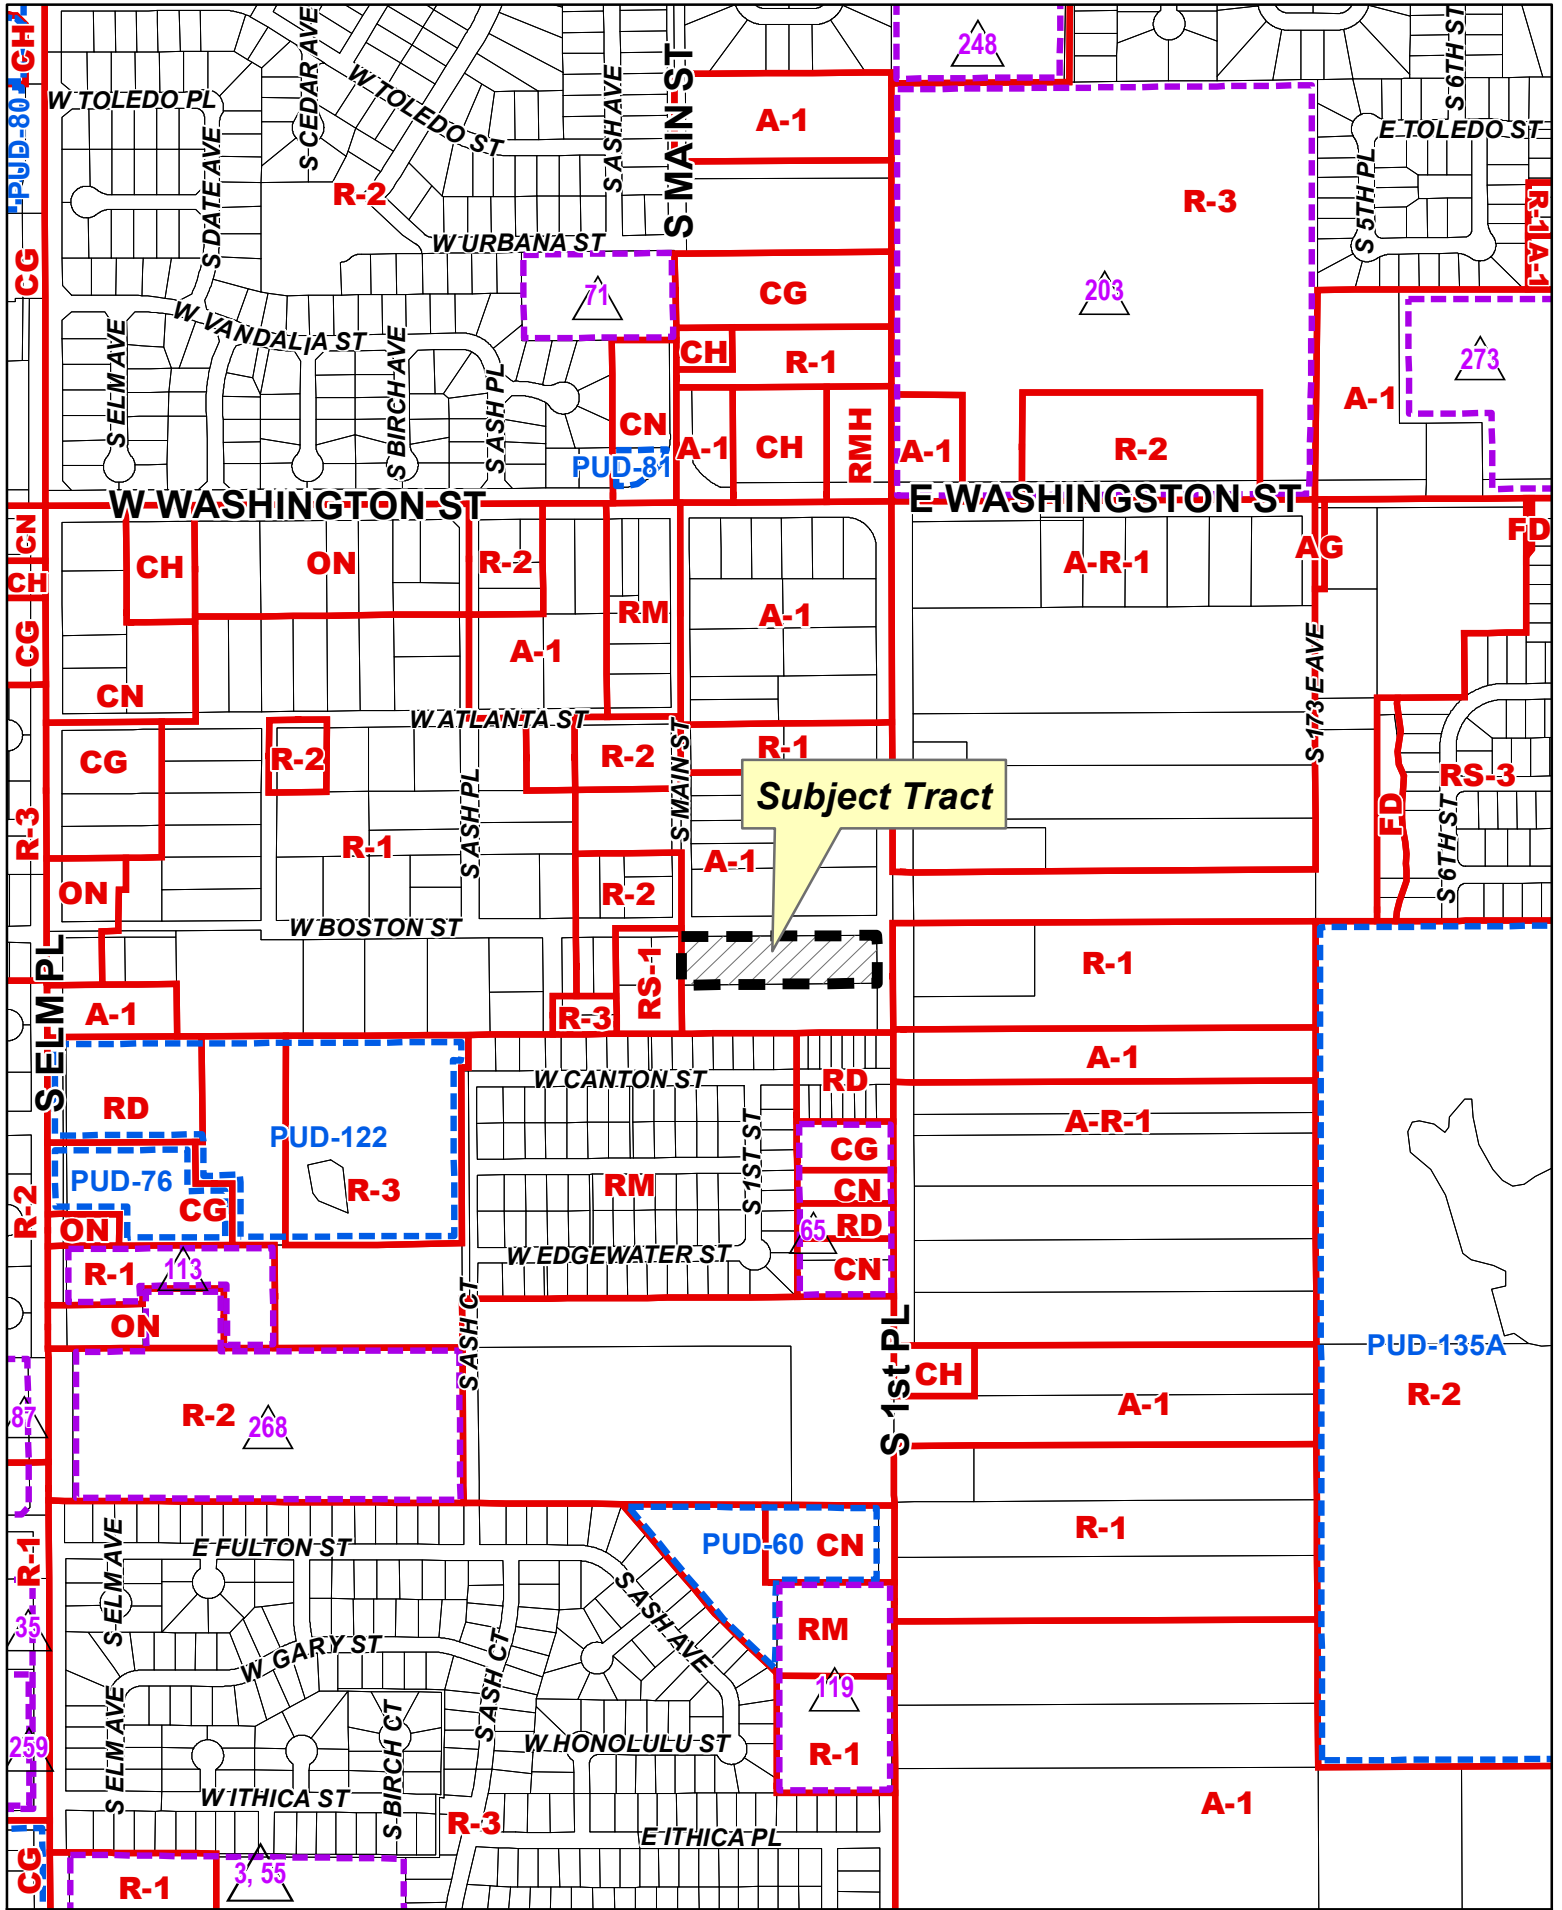 CH
PUD-80
W TOLEDO PL
S CEDAR AVE
W TOLEDO ST
S ASH AVE
S MAIN ST
248
A-1
S 6TH ST
E TOLEDO ST
S DATE AVE
R-2
R-3
S 5TH PL
R-1
A-1
CG
W URBANA ST
71
CG
203
W VANDALIA ST
S ELM AVE
S BIRCH AVE
S ASH PL
CH
R-1
273
A-1
CN
PUD-81
A-1
CH
RMH
A-1
R-2
W WASHINGTON ST
E WASHINGSTON ST
CN
CH
CG
CH
ON
R-2
RM
A-1
A-R-1
AG
FD
A-1
CN
S 173 E AVE
W ATLANTA ST
CG
R-2
R-2
S MAIN ST
R-1
Subject Tract
RS-3
S ASH PL
R-3
R-1
A-1
FD
S 6TH ST
ON
R-2
W BOSTON ST
S ELM PL
RS-1
R-1
A-1
R-3
A-1
W CANTON ST
RD
RD
PUD-122
S 1ST ST
A-R-1
CG
PUD-76
R-3
RM
CN
R-2
CG
ON
65
RD
W EDGEWATER ST
CN
R-1
113
ON
S ASH CT
S 1st PL
PUD-135A
CH
R-2
A-1
87
R-2
268
R-1
E FULTON ST
S ELM AVE
PUD-60
CN
R-1
S ASH AVE
35
W GARY ST
RM
S ASH CT
119
259
S ELM AVE
S BIRCH CT
W HONOLULU ST
R-1
W ITHICA ST
R-3
E ITHICA PL
A-1
CG
R-1
3, 55